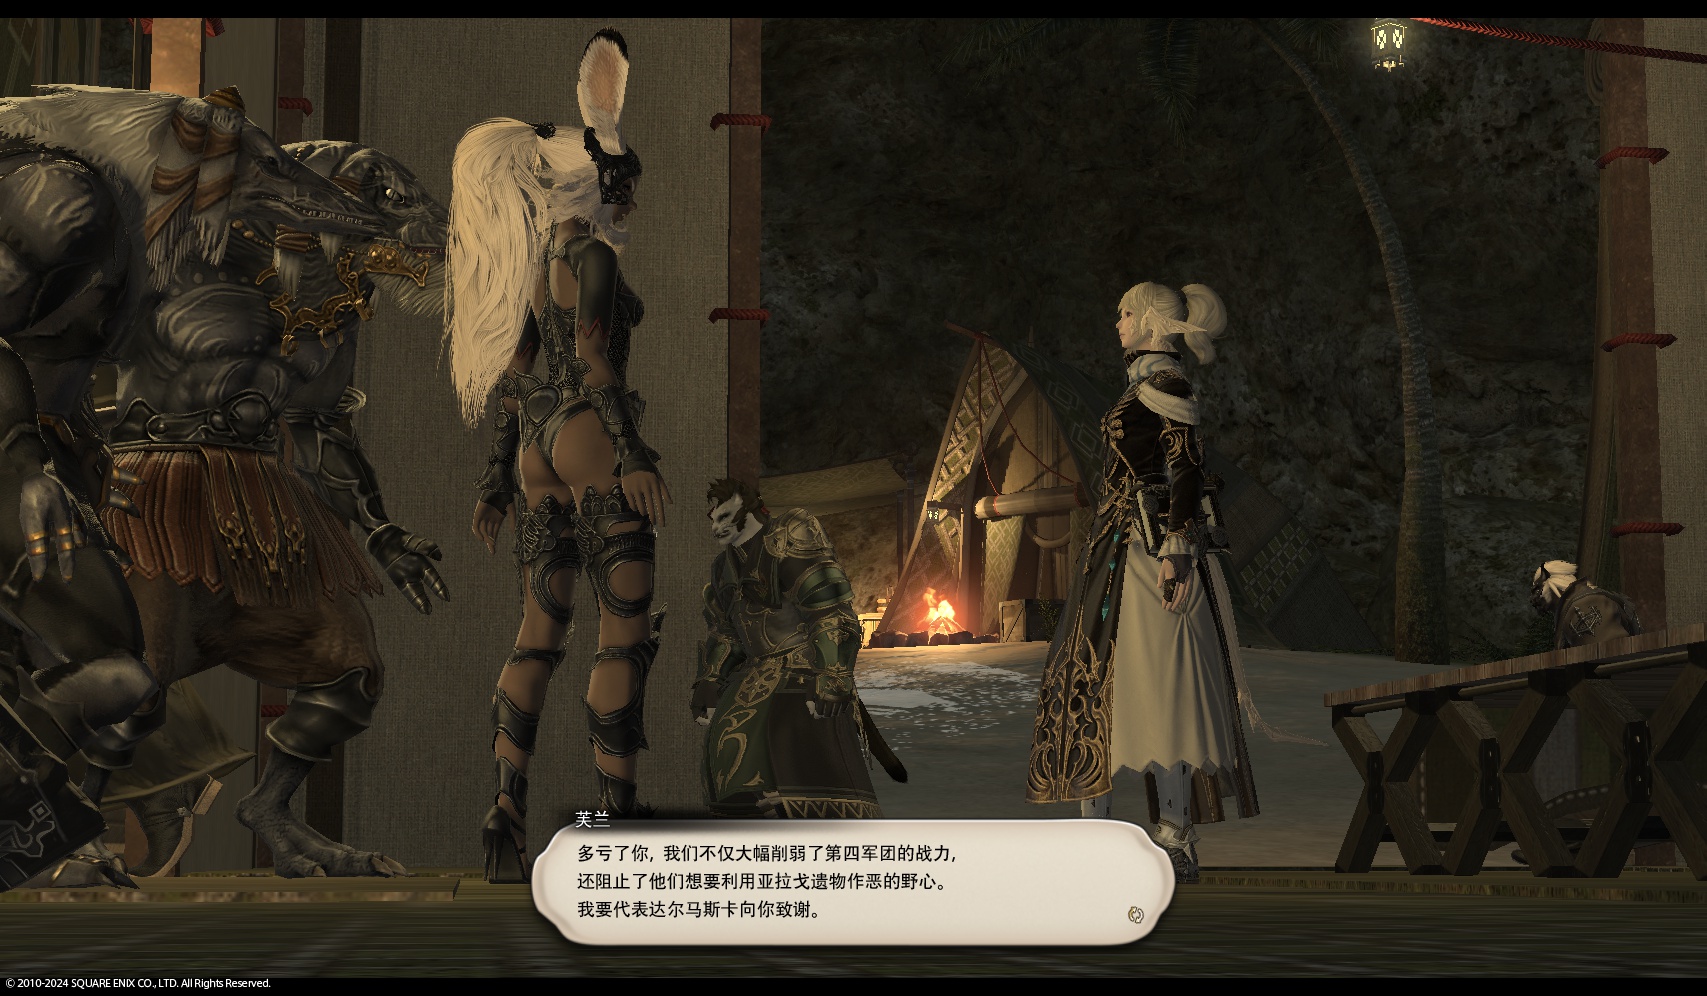 芙兰
多亏了你，我们不仅大幅削弱了第四军团的战力，
还阻止了他们想要利用亚拉戈遗物作恶的野心。
我要代表达尔马斯卡向你致谢。
© 2010-2024 SQUARE ENIX CO., LTD. All Rights Reserved.